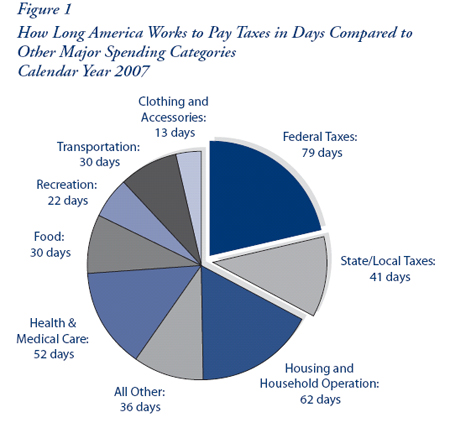 Figure 1
How Long America Works to Pay Taxes in Days Compared to
Other Major Spending Categories
Calendar Year 2007
Clothing and
Accessories:
13 days
Federal Taxes:
79 days
Transportation:
30 days
Recreation:
22 days
Food:
30 days
State/Local Taxes:
41 days
Health &
Medical Care:
52 days
Housing and
Household Operation:
62 days
All Other:
36 days